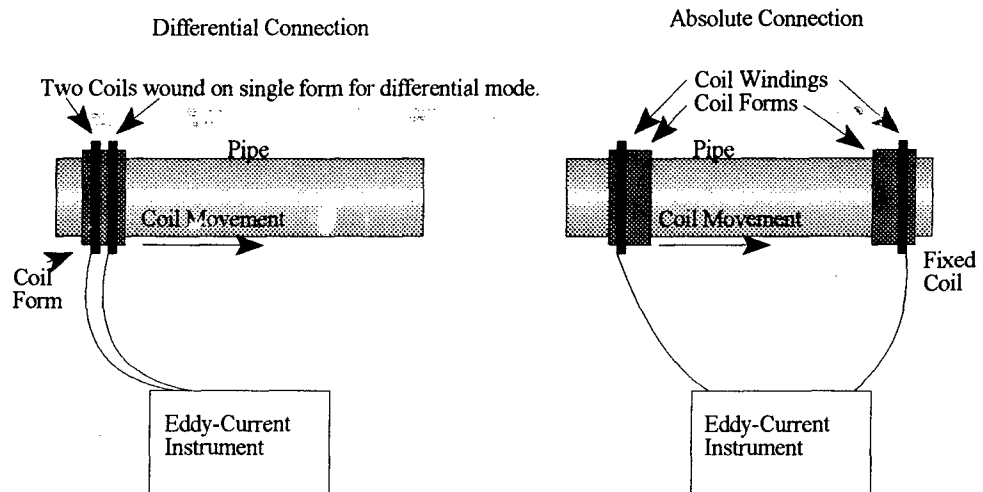 Differential Connection
Two Coils wound on single form for differential mode.
Pipe
Coil Movement
Coil
Form
Eddy-Current
Instrument
Absolute Connection
Coil Windings
Coil Forms
Pipe
Coil Movement
Fixed
Coil
Eddy-Current
Instrument